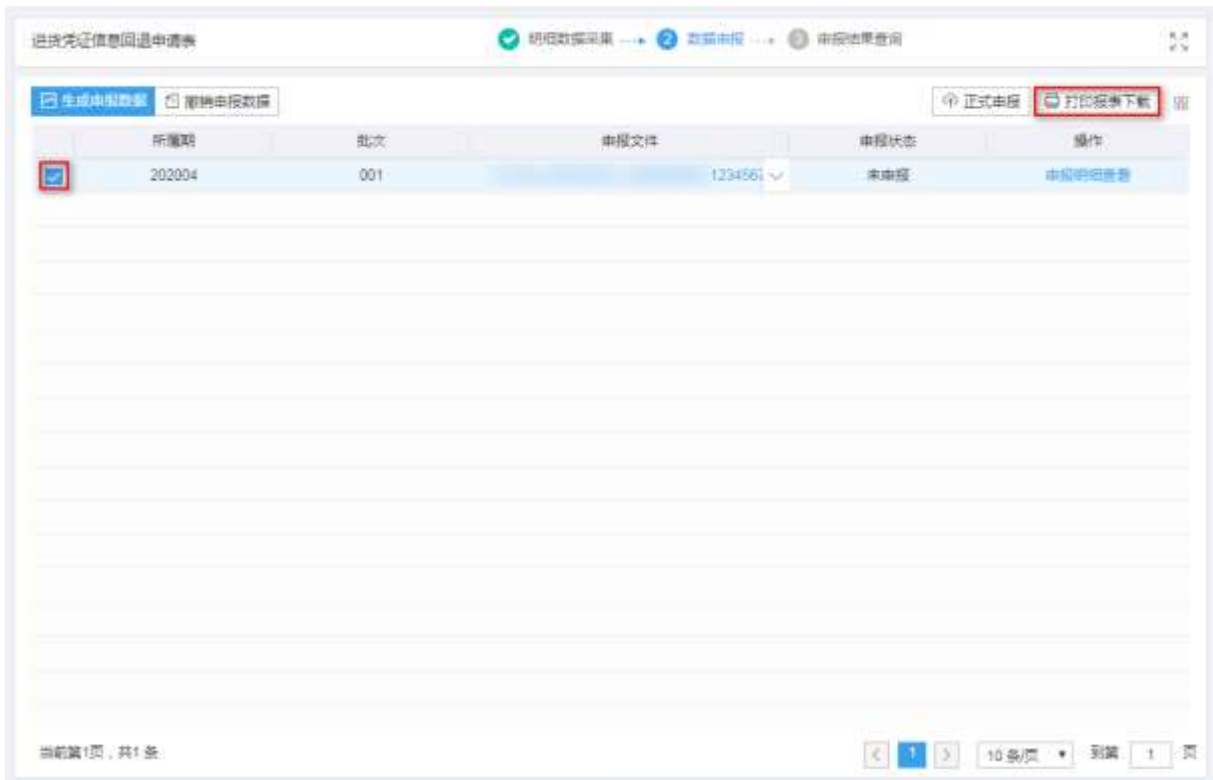 进货凭证信息回退申请表
明细数据采集 2 数据申报 3 申报结果查询
生成申报数据 撤销申报数据 正式申报 打印报表下载
所属期 批次 申报文件 申报状态 操作
202004 001 1234567 未申报 申报明细查看
当前第1页,共1条 < 1 > 10条/页 到第 1 页